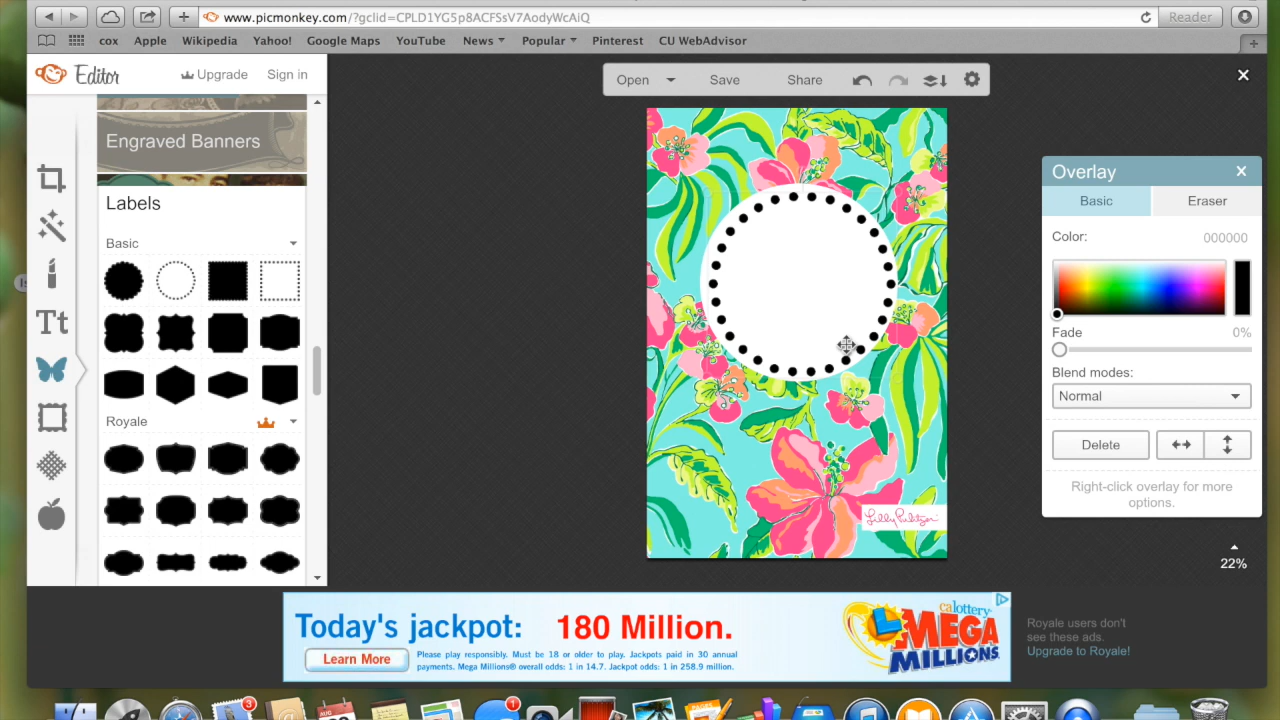 www.picmonkey.com/?gclid=CPLD1YG5p8ACFSsV7AodyWcAiQ
Reader
cox Apple Wikipedia Yahoo! Google Maps YouTube News Popular Pinterest CU WebAdvisor
Editor
Upgrade
Sign in
Open
Save
Share
Engraved Banners
Labels
Basic
Royale
Lilly Pulitzer
Overlay
Basic
Eraser
Color:
000000
Fade
0%
Blend modes:
Normal
Delete
Right-click overlay for more
options.
22%
Today's jackpot: 180 Million.
Learn More
Please play responsibly. Must be 18 or older to play. Jackpots paid in 30 annual
payments. Mega Millions® overall odds: 1 in 14.7. Jackpot odds: 1 in 258.9 million.
calottery
MEGA
MILLIONS
Royale users don't
see these ads.
Upgrade to Royale!
3
1